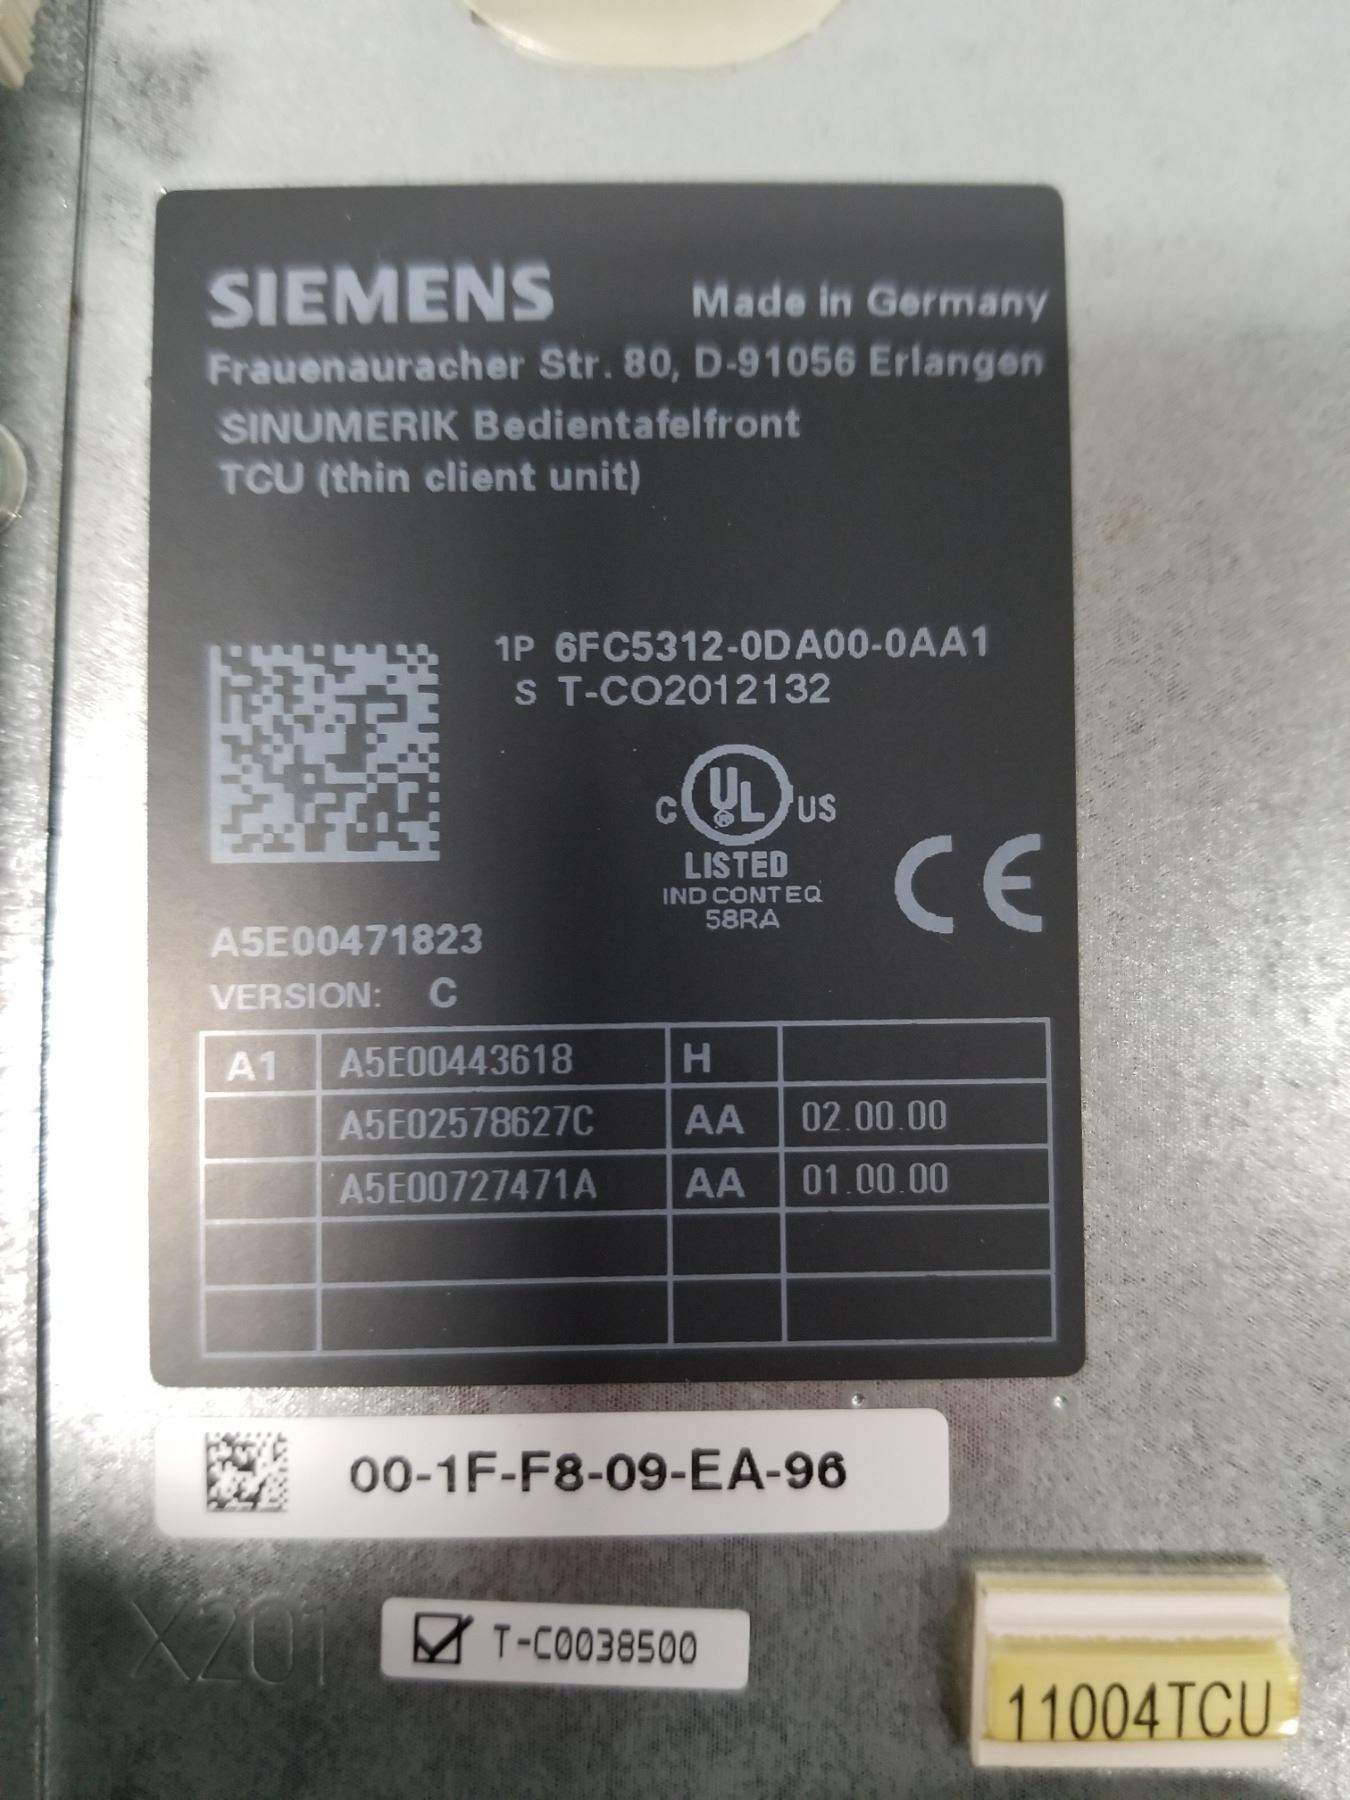 SIEMENS Made in Germany
Frauenauracher Str. 80, D-91056 Erlangen
SINUMERIK Bedientafelfront
TCU (thin client unit)
1P 6FC5312-0DA00-0AA1
S T-CO2012132
C UL ® US
LISTED
IND CONT EQ
58RA
CE
A5E00471823
VERSION: C
A1 A5E00443618 H
A5E02578627C AA 02.00.00
A5E00727471A AA 01.00.00
00-1F-F8-09-EA-96
X201
T-C0038500
11004TCU